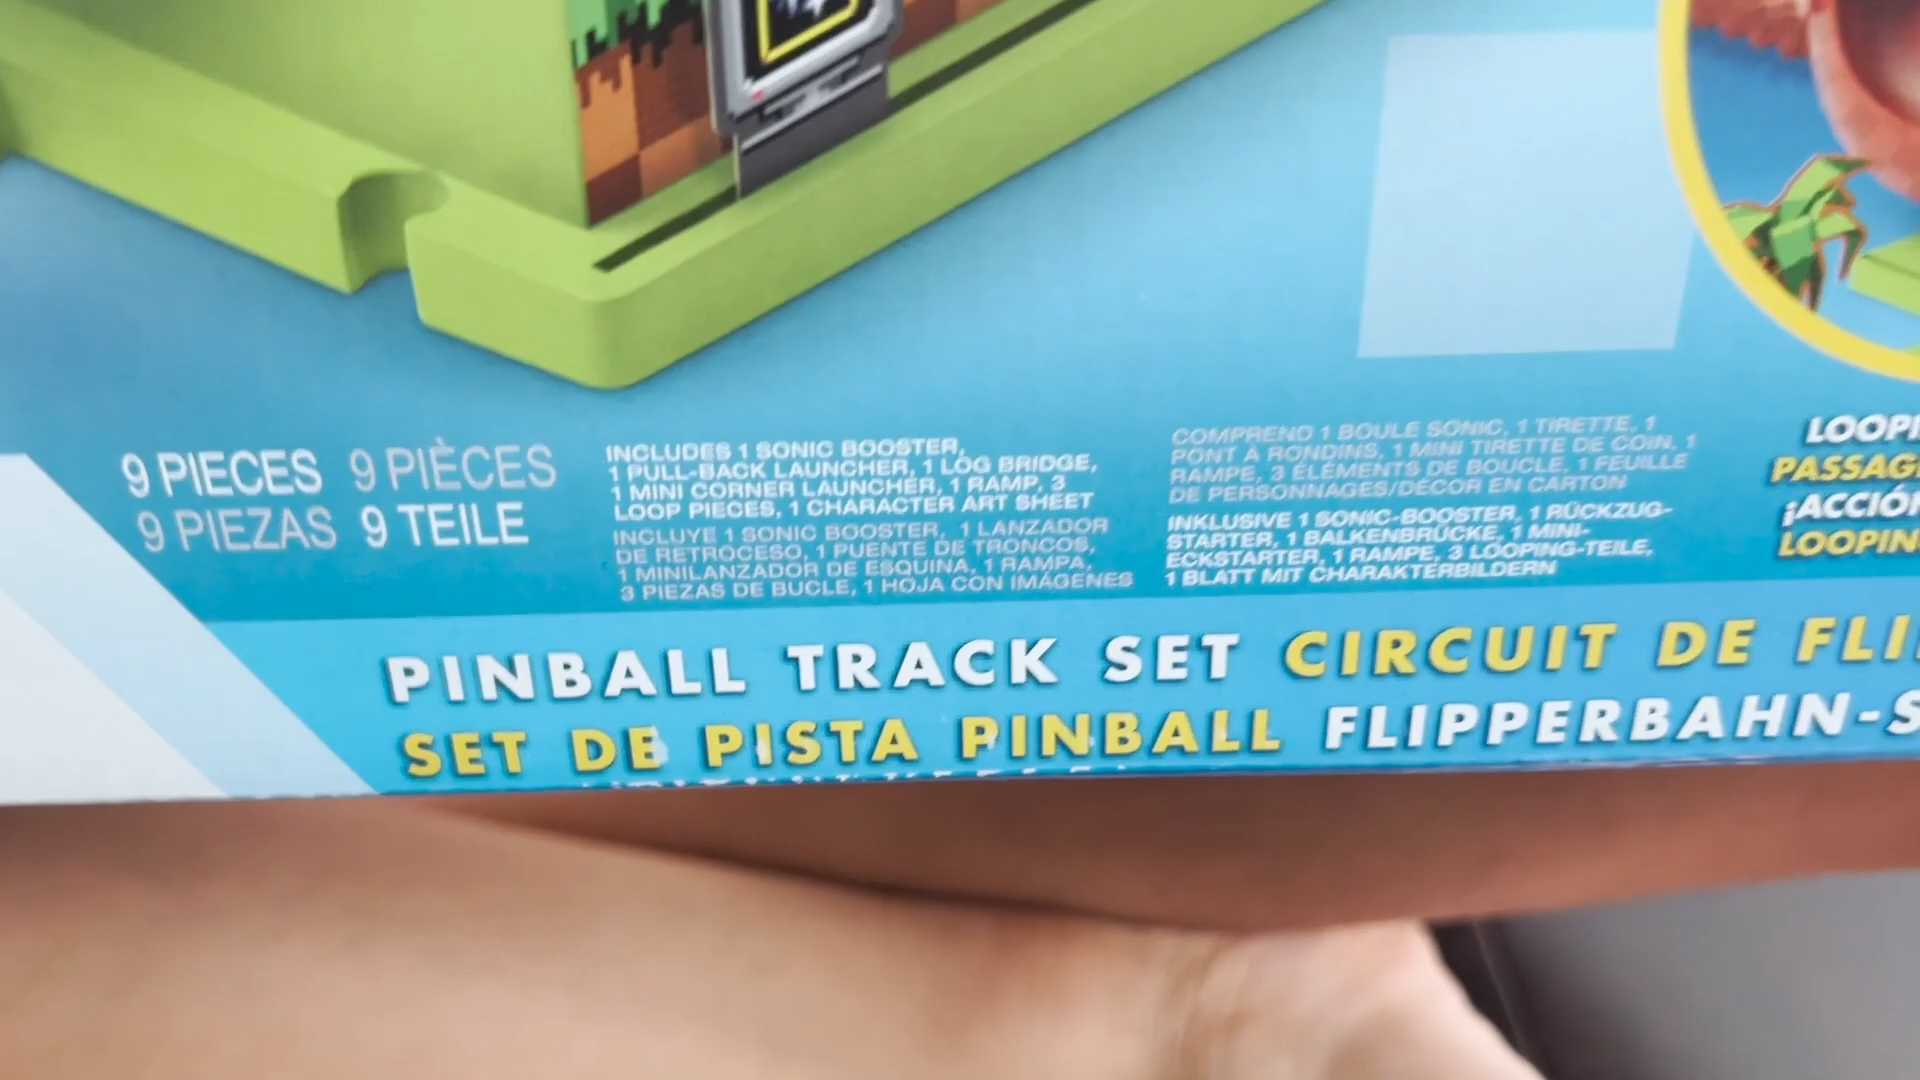 9 PIECES 9 PIÈCES
9 PIEZAS 9 TEILE
INCLUDES 1 SONIC BOOSTER,
1 PULL-BACK LAUNCHER, 1 LOG BRIDGE,
1 MINI CORNER LAUNCHER, 1 RAMP, 3
LOOP PIECES, 1 CHARACTER ART SHEET
INCLUYE 1 SONIC BOOSTER, 1 LANZADOR
DE RETROCESO, 1 PUENTE DE TRONCOS,
1 MINILANZADOR DE ESQUINA, 1 RAMPA,
3 PIEZAS DE BUCLE, 1 HOJA CON IMÁGENES
COMPREND 1 BOULE SONIC, 1 TIRETTE, 1
PONT À RONDINS, 1 MINI TIRETTE DE COIN, 1
RAMPE, 3 ÉLÉMENTS DE BOUCLE, 1 FEUILLE
DE PERSONNAGES/DÉCOR EN CARTON
INKLUSIVE 1 SONIC-BOOSTER, 1 RÜCKZUG-
STARTER, 1 BALKENBRÜCKE, 1 MINI-
ECKSTARTER, 1 RAMPE, 3 LOOPING-TEILE,
1 BLATT MIT CHARAKTERBILDERN
LOOPI
PASSAG
¡ACCIÓN
LOOPIN
PINBALL TRACK SET CIRCUIT DE FLI
SET DE PISTA PINBALL FLIPPERBAHN-S